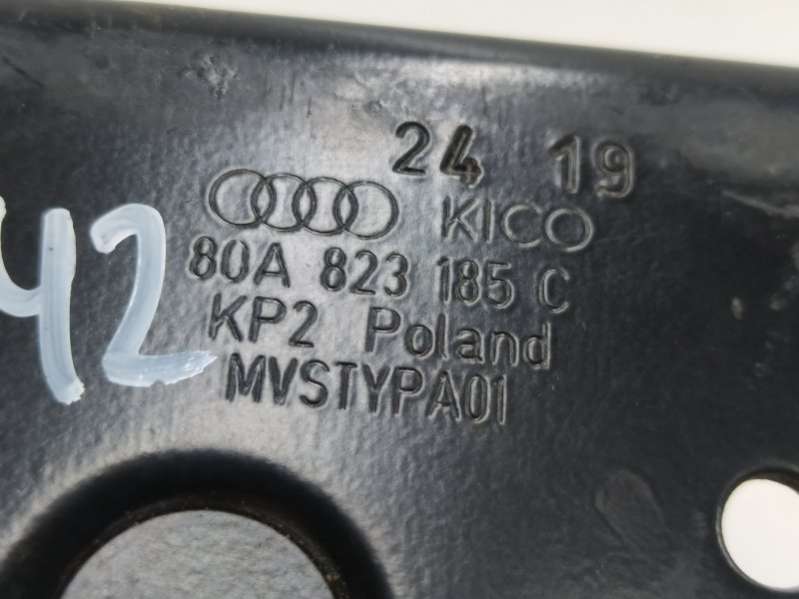 24 19
KICO
80A 823 185 C
KP2 Poland
MVSTYPA01
42